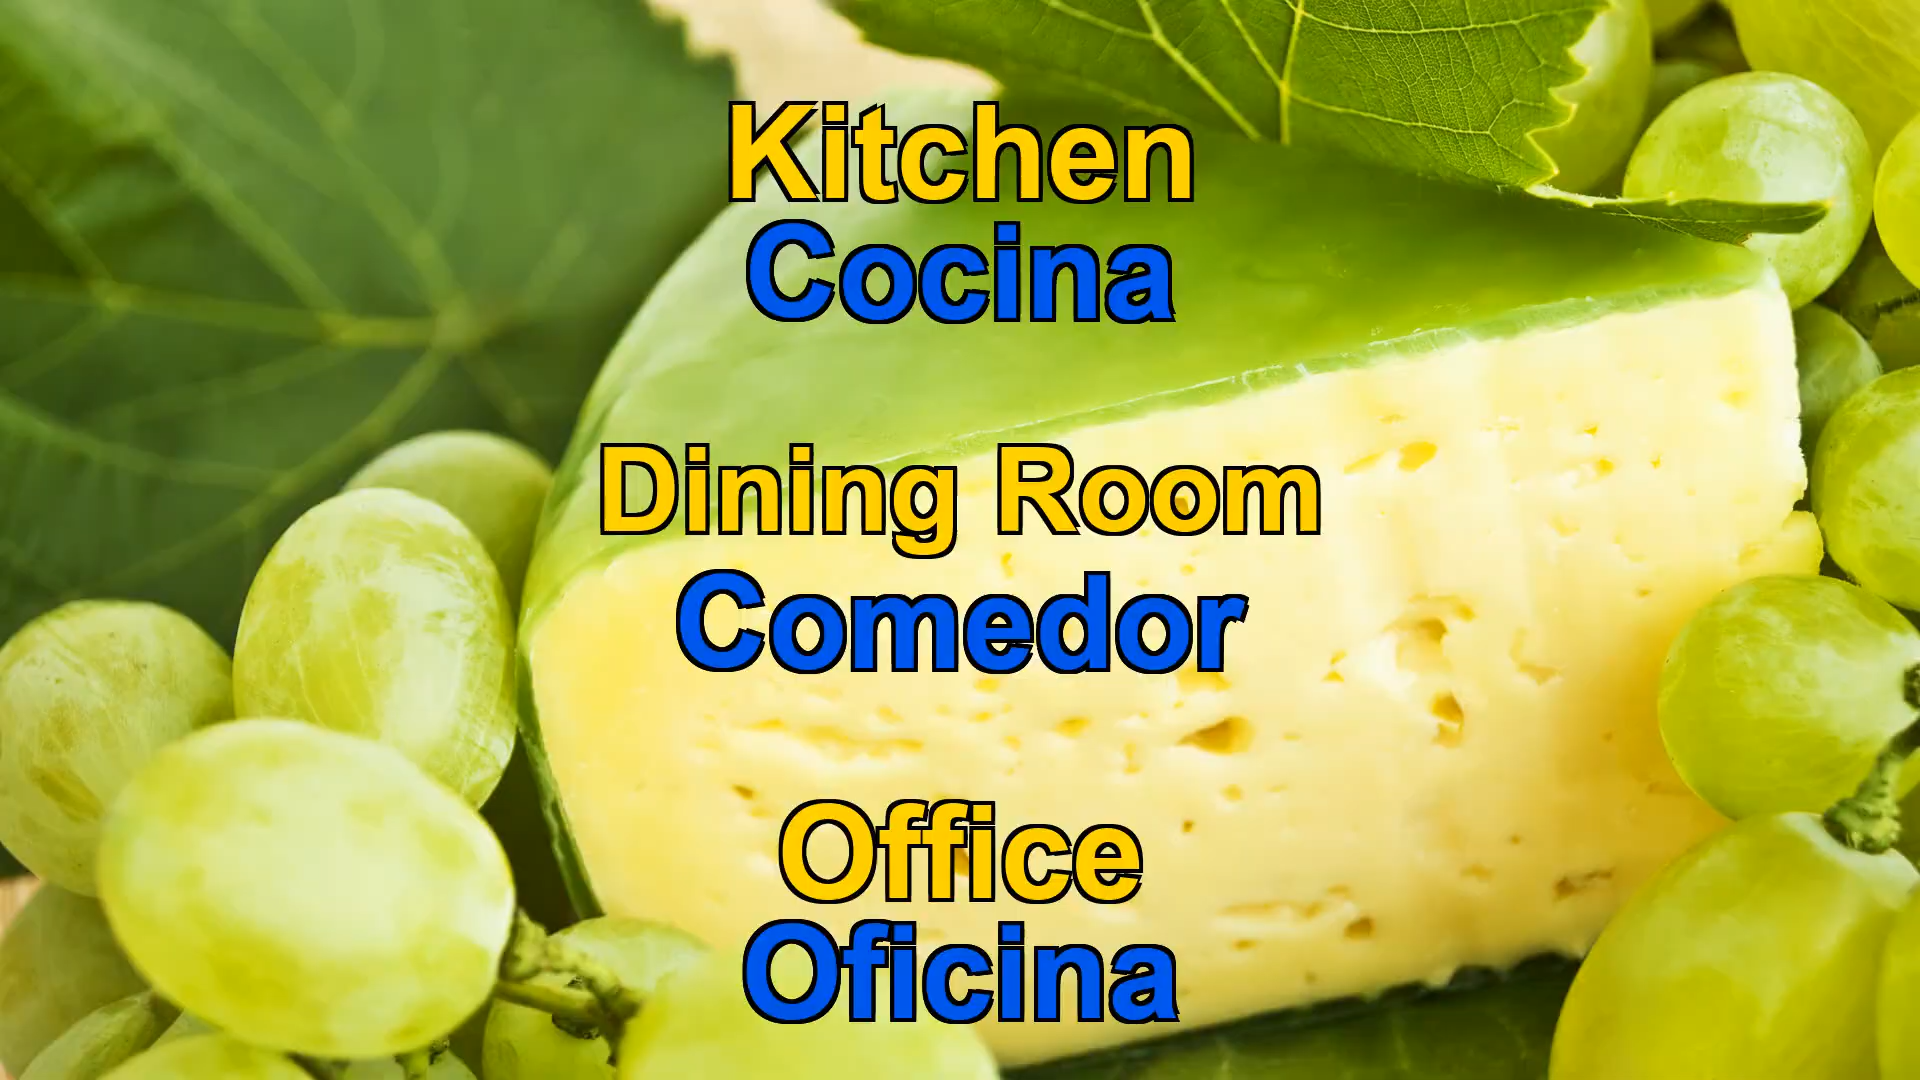 Kitchen
Cocina
Dining Room
Comedor
Office
Oficina